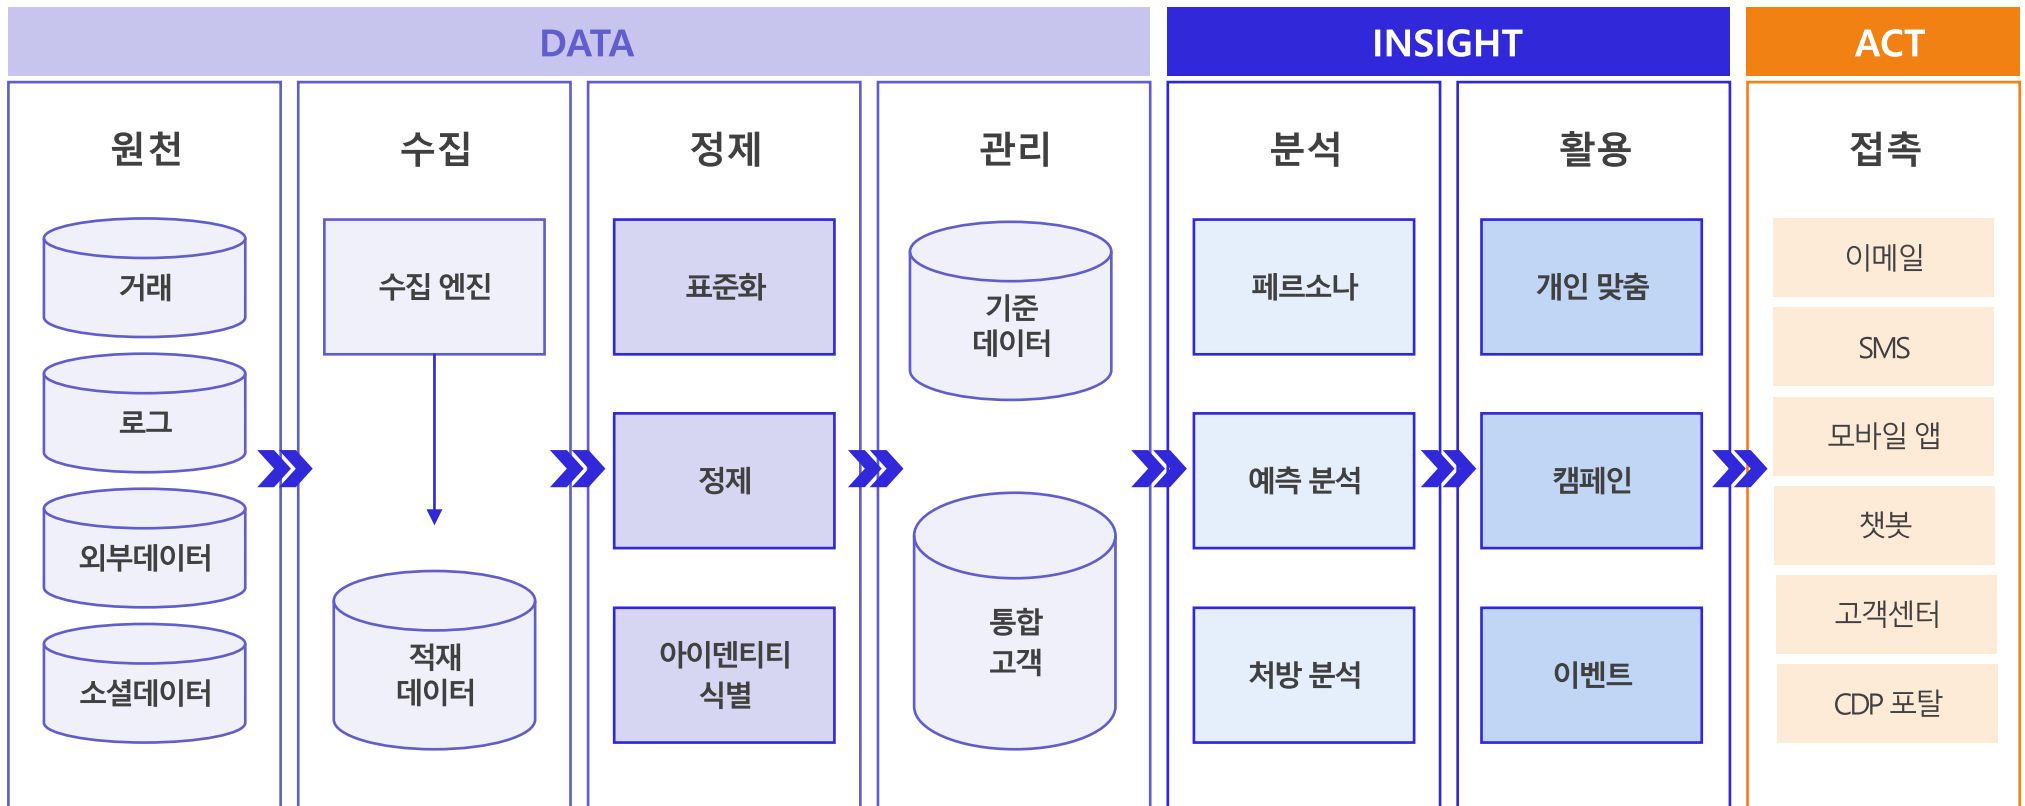 DATA
INSIGHT
ACT
원천
수집
정제
관리
분석
활용
접촉
거래
로그
외부데이터
소셜데이터
수집 엔진
적재
데이터
표준화
정제
아이덴티티
식별
기준
데이터
통합
고객
페르소나
예측 분석
처방 분석
개인 맞춤
캠페인
이벤트
이메일
SMS
모바일 앱
챗봇
고객센터
CDP 포탈